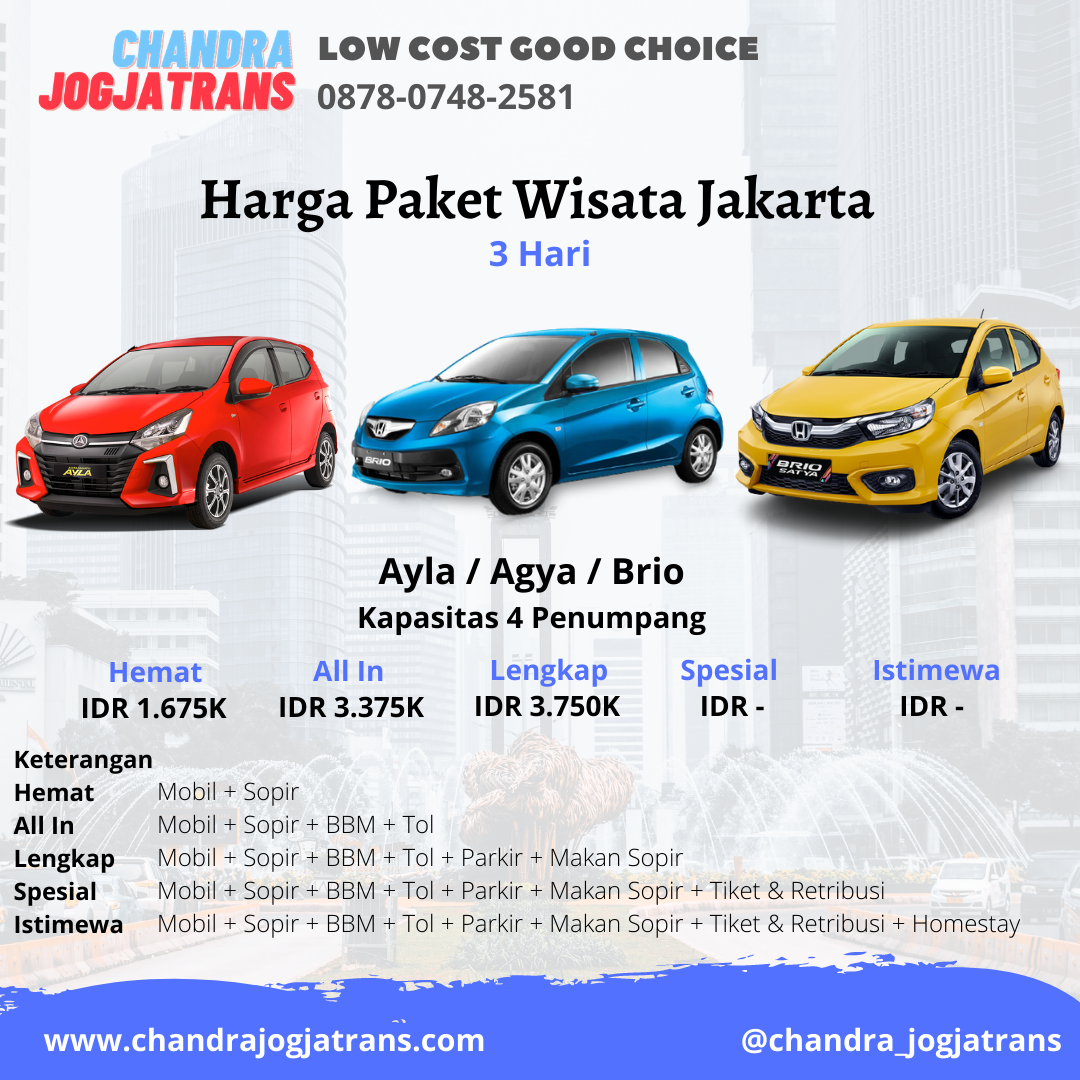 CHANDRA
JOGJATRANS
LOW COST GOOD CHOICE
0878-0748-2581
Harga Paket Wisata Jakarta
3 Hari
AYLA
BRIO
BRIO
SATYA
Ayla / Agya / Brio
Kapasitas 4 Penumpang
Hemat All In Lengkap Spesial Istimewa
IDR 1.675K IDR 3.375K IDR 3.750K IDR - IDR -
Keterangan
Hemat Mobil + Sopir
All In Mobil + Sopir + BBM + Tol
Lengkap Mobil + Sopir + BBM + Tol + Parkir + Makan Sopir
Spesial Mobil + Sopir + BBM + Tol + Parkir + Makan Sopir + Tiket & Retribusi
Istimewa Mobil + Sopir + BBM + Tol + Parkir + Makan Sopir + Tiket & Retribusi + Homestay
www.chandrajogjatrans.com @chandra_jogjatrans